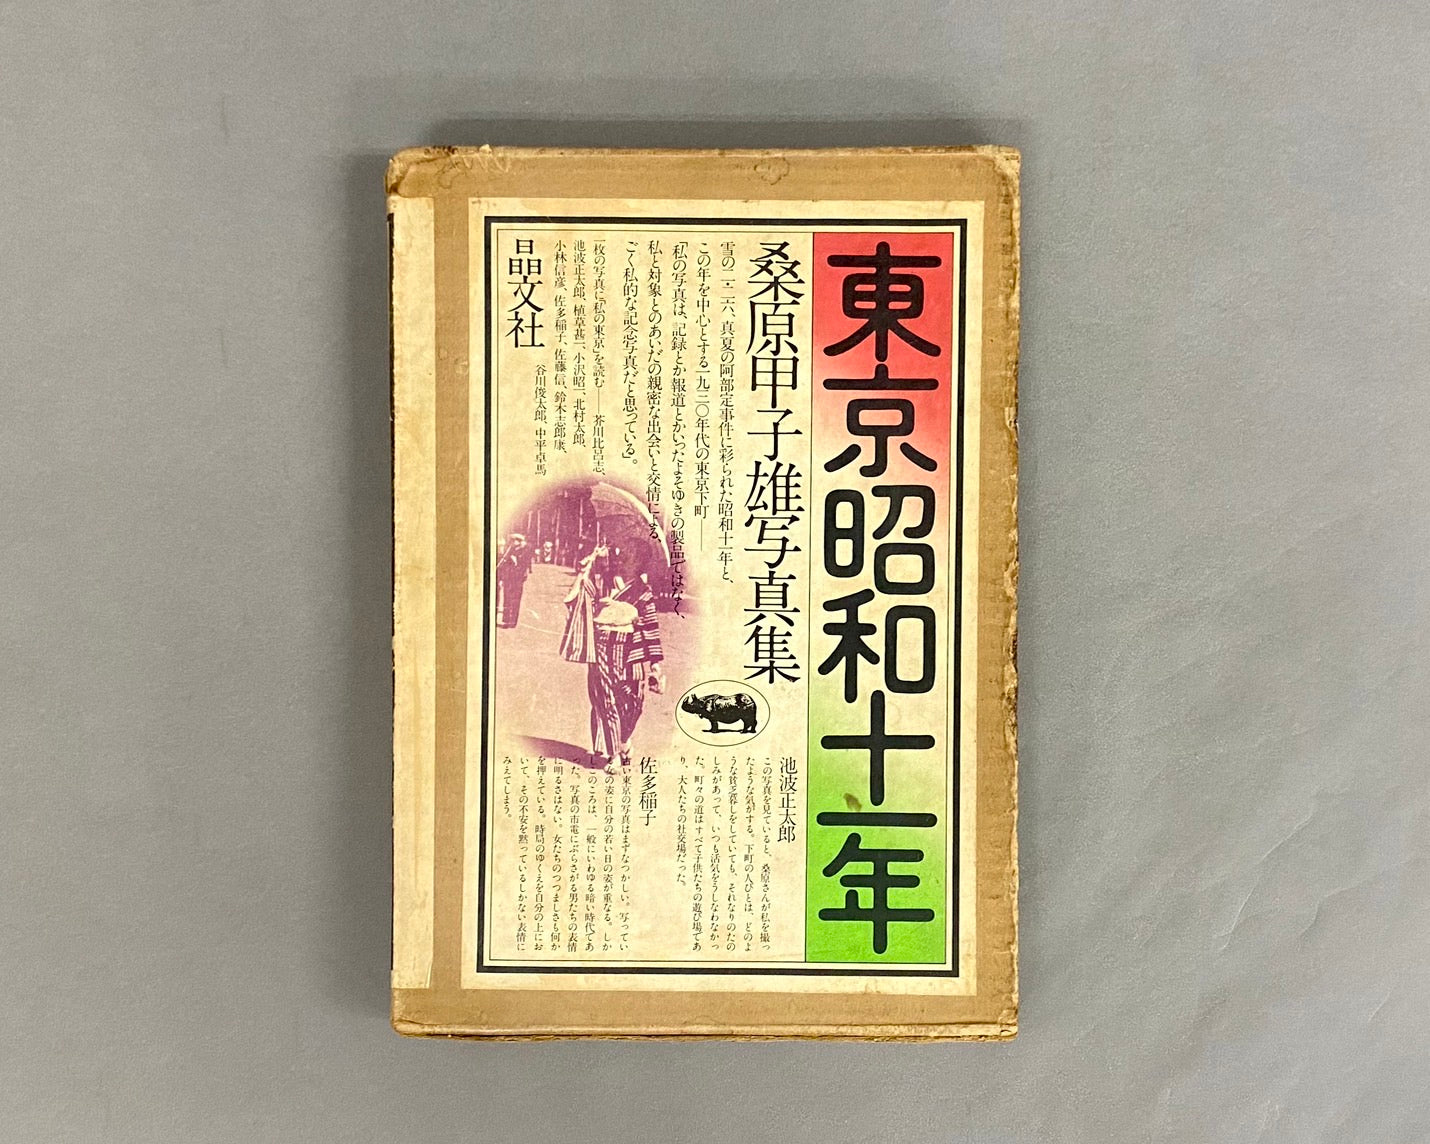 東京昭和十一年
桑原甲子雄写真集
雪の二・二六、真夏の阿部定事件に彩られた昭和十一年と、
この年を中心とする一九三〇年代の東京下町——
「私の写真は、記録とか報道とかいったよそゆきの製品ではなく、
私と対象とのあいだの親密な出会いと交情による、
ごく私的な記念写真だと思っている」。
一枚の写真に「私の東京」を読む——芥川比呂志、
池波正太郎、植草甚一、小沢昭一、北村太郎、
小林信彦、佐多稲子、佐藤信、鈴木志郎康、
谷川俊太郎、中平卓馬
晶文社
池波正太郎
この写真を見ていると、桑原さんが私を撮っ
たような気がする。下町の人びとは、どのよ
うな貧乏暮しをしていても、それなりのたの
しみがあって、いつも活気をうしなわなかっ
た。町々の道はすべて子供たちの遊び場であ
り、大人たちの社交場だった。
佐多稲子
古い東京の写真はまずなつかしい。写ってい
る女の姿に自分の若い日の姿が重なる。しか
しこのころは、一般にいわゆる暗い時代であ
った。写真の市電にぶらさがる男たちの表情
に明るさはない。女たちのつつましさも何か
を押えている。時局のゆくえを自分の上にお
いて、その不安を黙っているしかない表情に
みえてしまう。